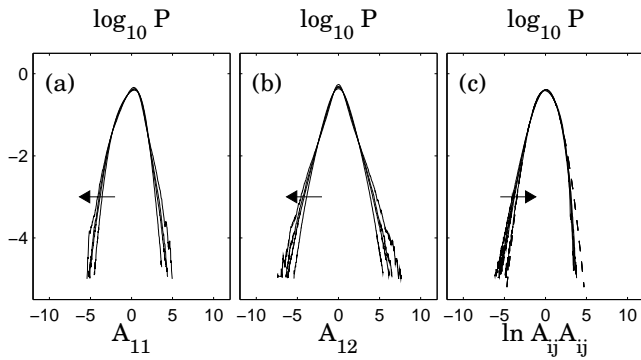 log₁₀ P log₁₀ P log₁₀ P
(a) (b) (c)
0
−2
−4
−10 −5 0 5 10 −10 −5 0 5 10 −10 −5 0 5 10
A₁₁ A₁₂ ln AᵢⱼAᵢⱼ